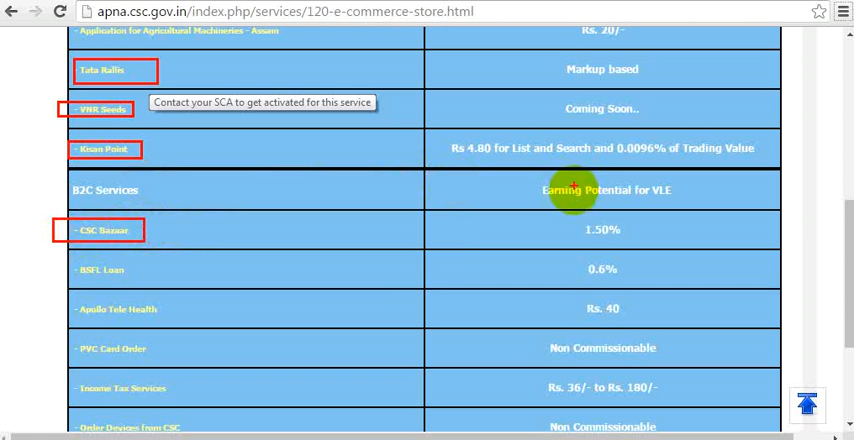 apna.csc.gov.in/index.php/services/120-e-commerce-store.html
- Application for Agricultural Machineries - Assam Rs. 20/-
- Tata Rallis Markup based
Contact your SCA to get activated for this service
- VNR Seeds Coming Soon..
- Kisan Point Rs 4.80 for List and Search and 0.0096% of Trading Value
B2C Services Earning Potential for VLE
- CSC Bazaar 1.50%
- BSFL Loan 0.6%
- Apollo Tele Health Rs. 40
- PVC Card Order Non Commissionable
- Income Tax Services Rs. 36/- to Rs. 180/-
- Order Devices from CSC Non Commissionable